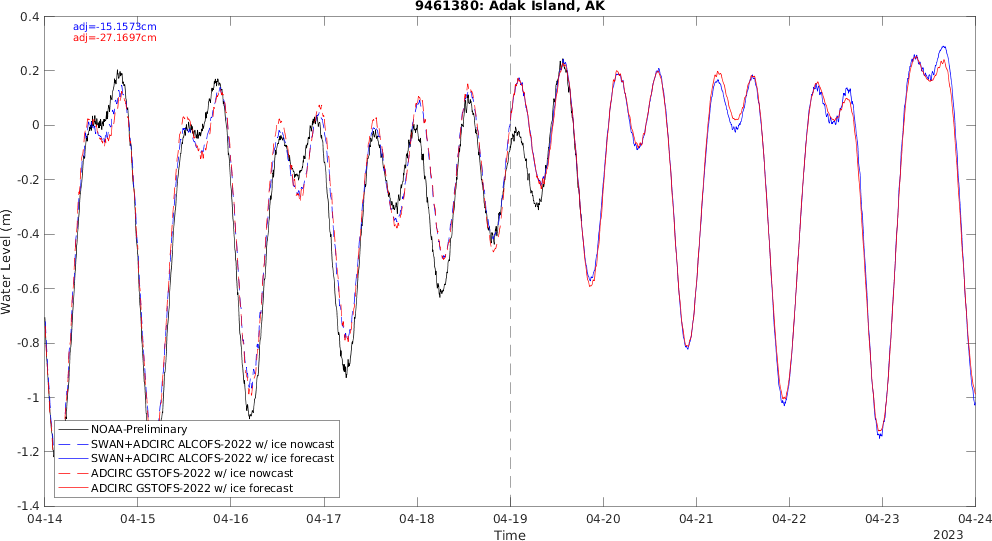 9461380: Adak Island, AK
adj=-15.1573cm
adj=-27.1697cm
0.4
0.2
0
-0.2
-0.4
-0.6
-0.8
-1
-1.2
-1.4
Water Level (m)
NOAA-Preliminary
SWAN+ADCIRC ALCOFS-2022 w/ ice nowcast
SWAN+ADCIRC ALCOFS-2022 w/ ice forecast
ADCIRC GSTOFS-2022 w/ ice nowcast
ADCIRC GSTOFS-2022 w/ ice forecast
04-14 04-15 04-16 04-17 04-18 04-19 04-20 04-21 04-22 04-23 04-24
Time
2023